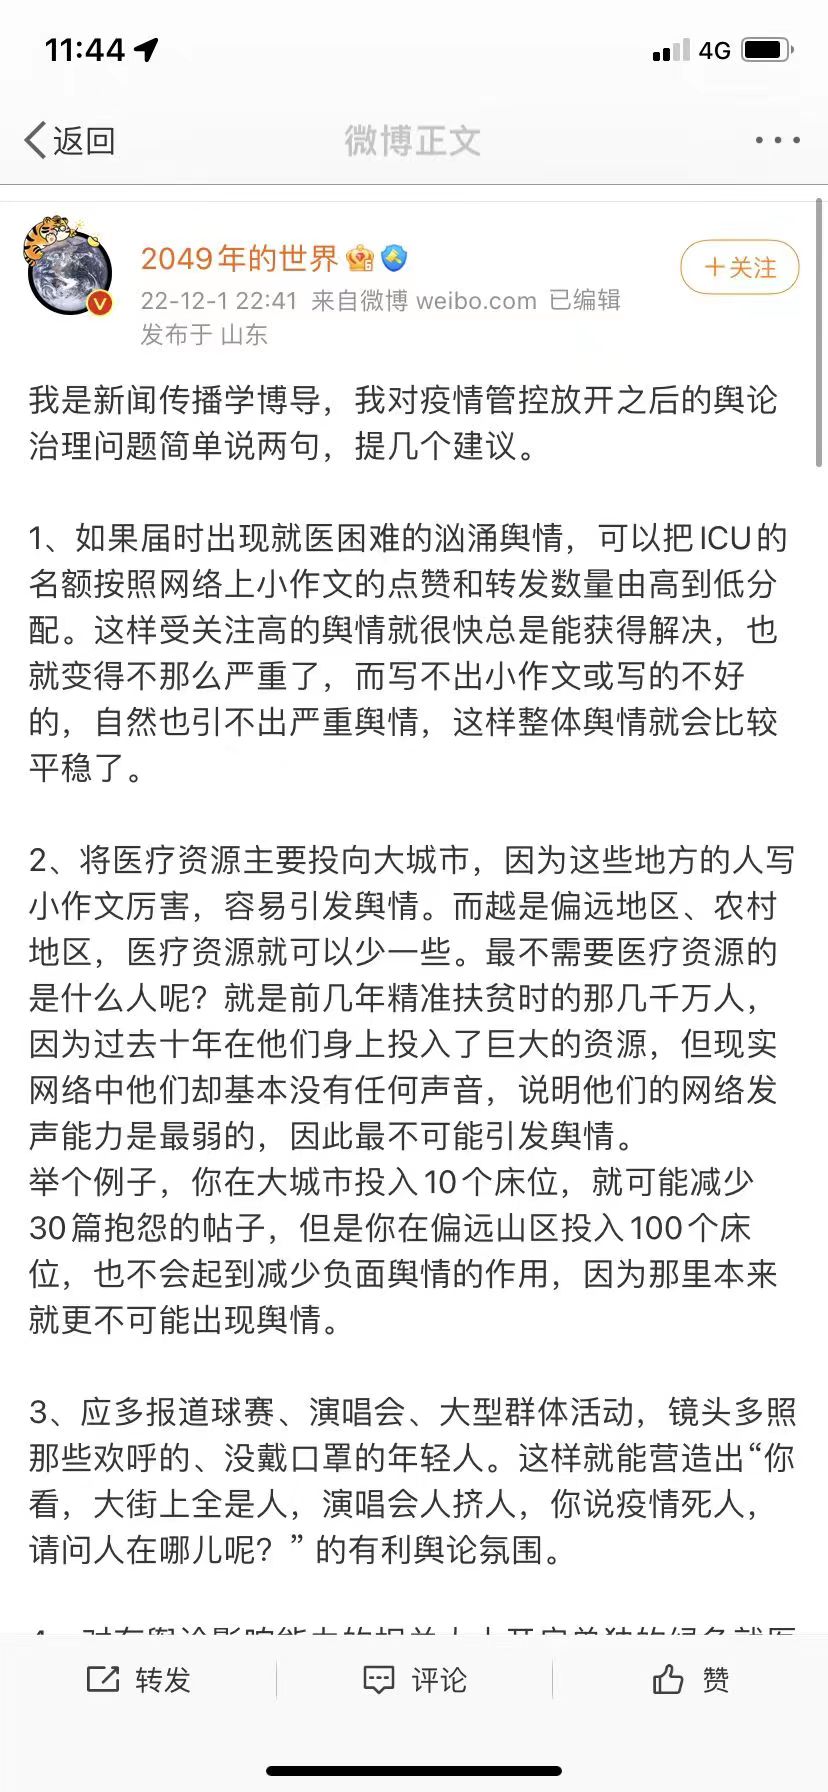 11:44
4G
返回
微博正文
2049年的世界
+关注
22-12-1 22:41 来自微博 weibo.com 已编辑
发布于 山东
我是新闻传播学博导，我对疫情管控放开之后的舆论
治理问题简单说两句，提几个建议。
1、如果届时出现就医困难的汹涌舆情，可以把ICU的
名额按照网络上小作文的点赞和转发数量由高到低分
配。这样受关注高的舆情就很快总是能获得解决，也
就变得不那么严重了，而写不出小作文或写的不好
的，自然也引不出严重舆情，这样整体舆情就会比较
平稳了。
2、将医疗资源主要投向大城市，因为这些地方的人写
小作文厉害，容易引发舆情。而越是偏远地区、农村
地区，医疗资源就可以少一些。最不需要医疗资源的
是什么人呢？就是前几年精准扶贫时的那几千万人，
因为过去十年在他们身上投入了巨大的资源，但现实
网络中他们却基本没有任何声音，说明他们的网络发
声能力是最弱的，因此最不可能引发舆情。
举个例子，你在大城市投入10个床位，就可能减少
30篇抱怨的帖子，但是你在偏远山区投入100个床
位，也不会起到减少负面舆情的作用，因为那里本来
就更不可能出现舆情。
3、应多报道球赛、演唱会、大型群体活动，镜头多照
那些欢呼的、没戴口罩的年轻人。这样就能营造出“你
看，大街上全是人，演唱会人挤人，你说疫情死人，
请问人在哪儿呢？”的有利舆论氛围。
转发
评论
赞